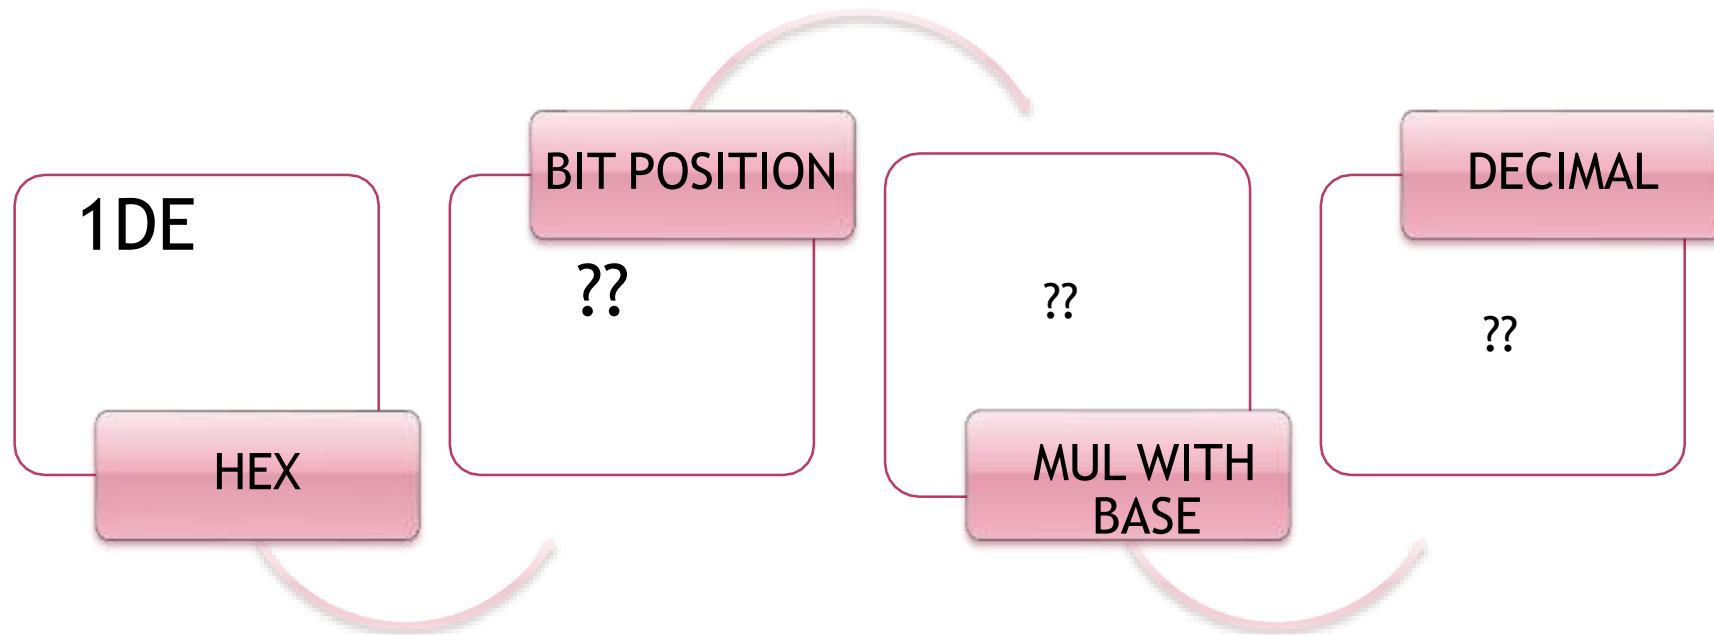 1DE
HEX
BIT POSITION
??
??
MUL WITH
BASE
DECIMAL
??